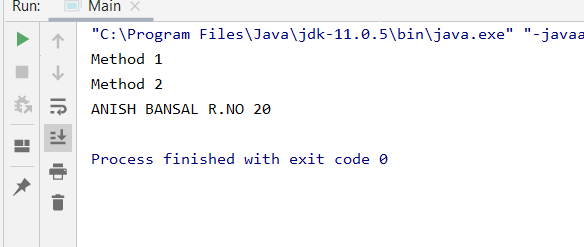 Run: Main
"C:\Program Files\Java\jdk-11.0.5\bin\java.exe" "-javaa
Method 1
Method 2
ANISH BANSAL R.NO 20
Process finished with exit code 0